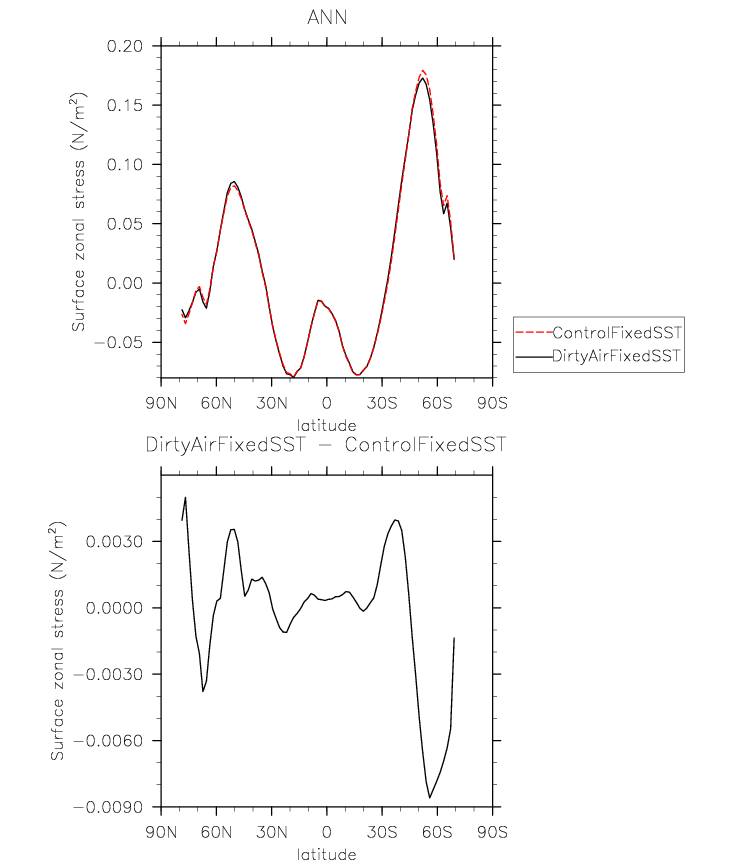 ANN
0.20
0.15
0.10
0.05
0.00
−0.05
Surface zonal stress (N/m²)
90N 60N 30N 0 30S 60S 90S
latitude
ControlFixedSST
DirtyAirFixedSST
DirtyAirFixedSST − ControlFixedSST
0.0030
0.0000
−0.0030
−0.0060
−0.0090
Surface zonal stress (N/m²)
90N 60N 30N 0 30S 60S 90S
latitude